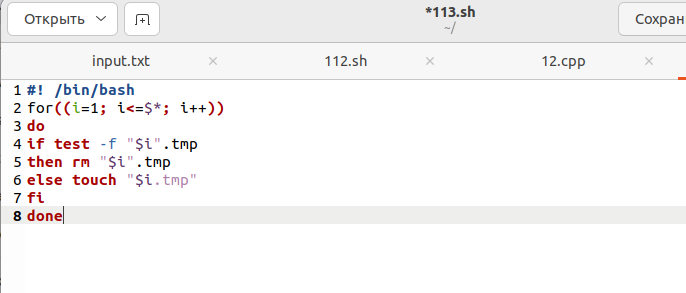 Открыть
*113.sh
~/
Сохран
input.txt × 112.sh × 12.cpp ×
1 #! /bin/bash
2 for((i=1; i<=$*; i++))
3 do
4 if test -f "$i".tmp
5 then rm "$i".tmp
6 else touch "$i.tmp"
7 fi
8 done